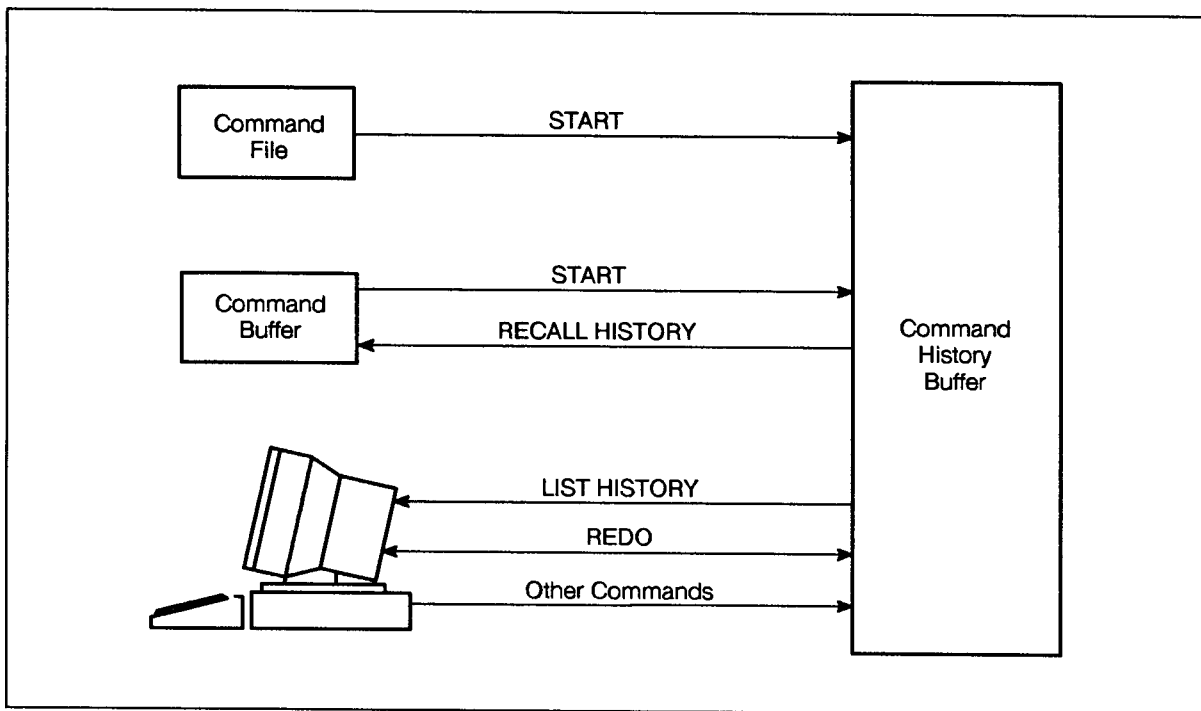 Command
File
START
Command
Buffer
START
RECALL HISTORY
Command
History
Buffer
LIST HISTORY
REDO
Other Commands